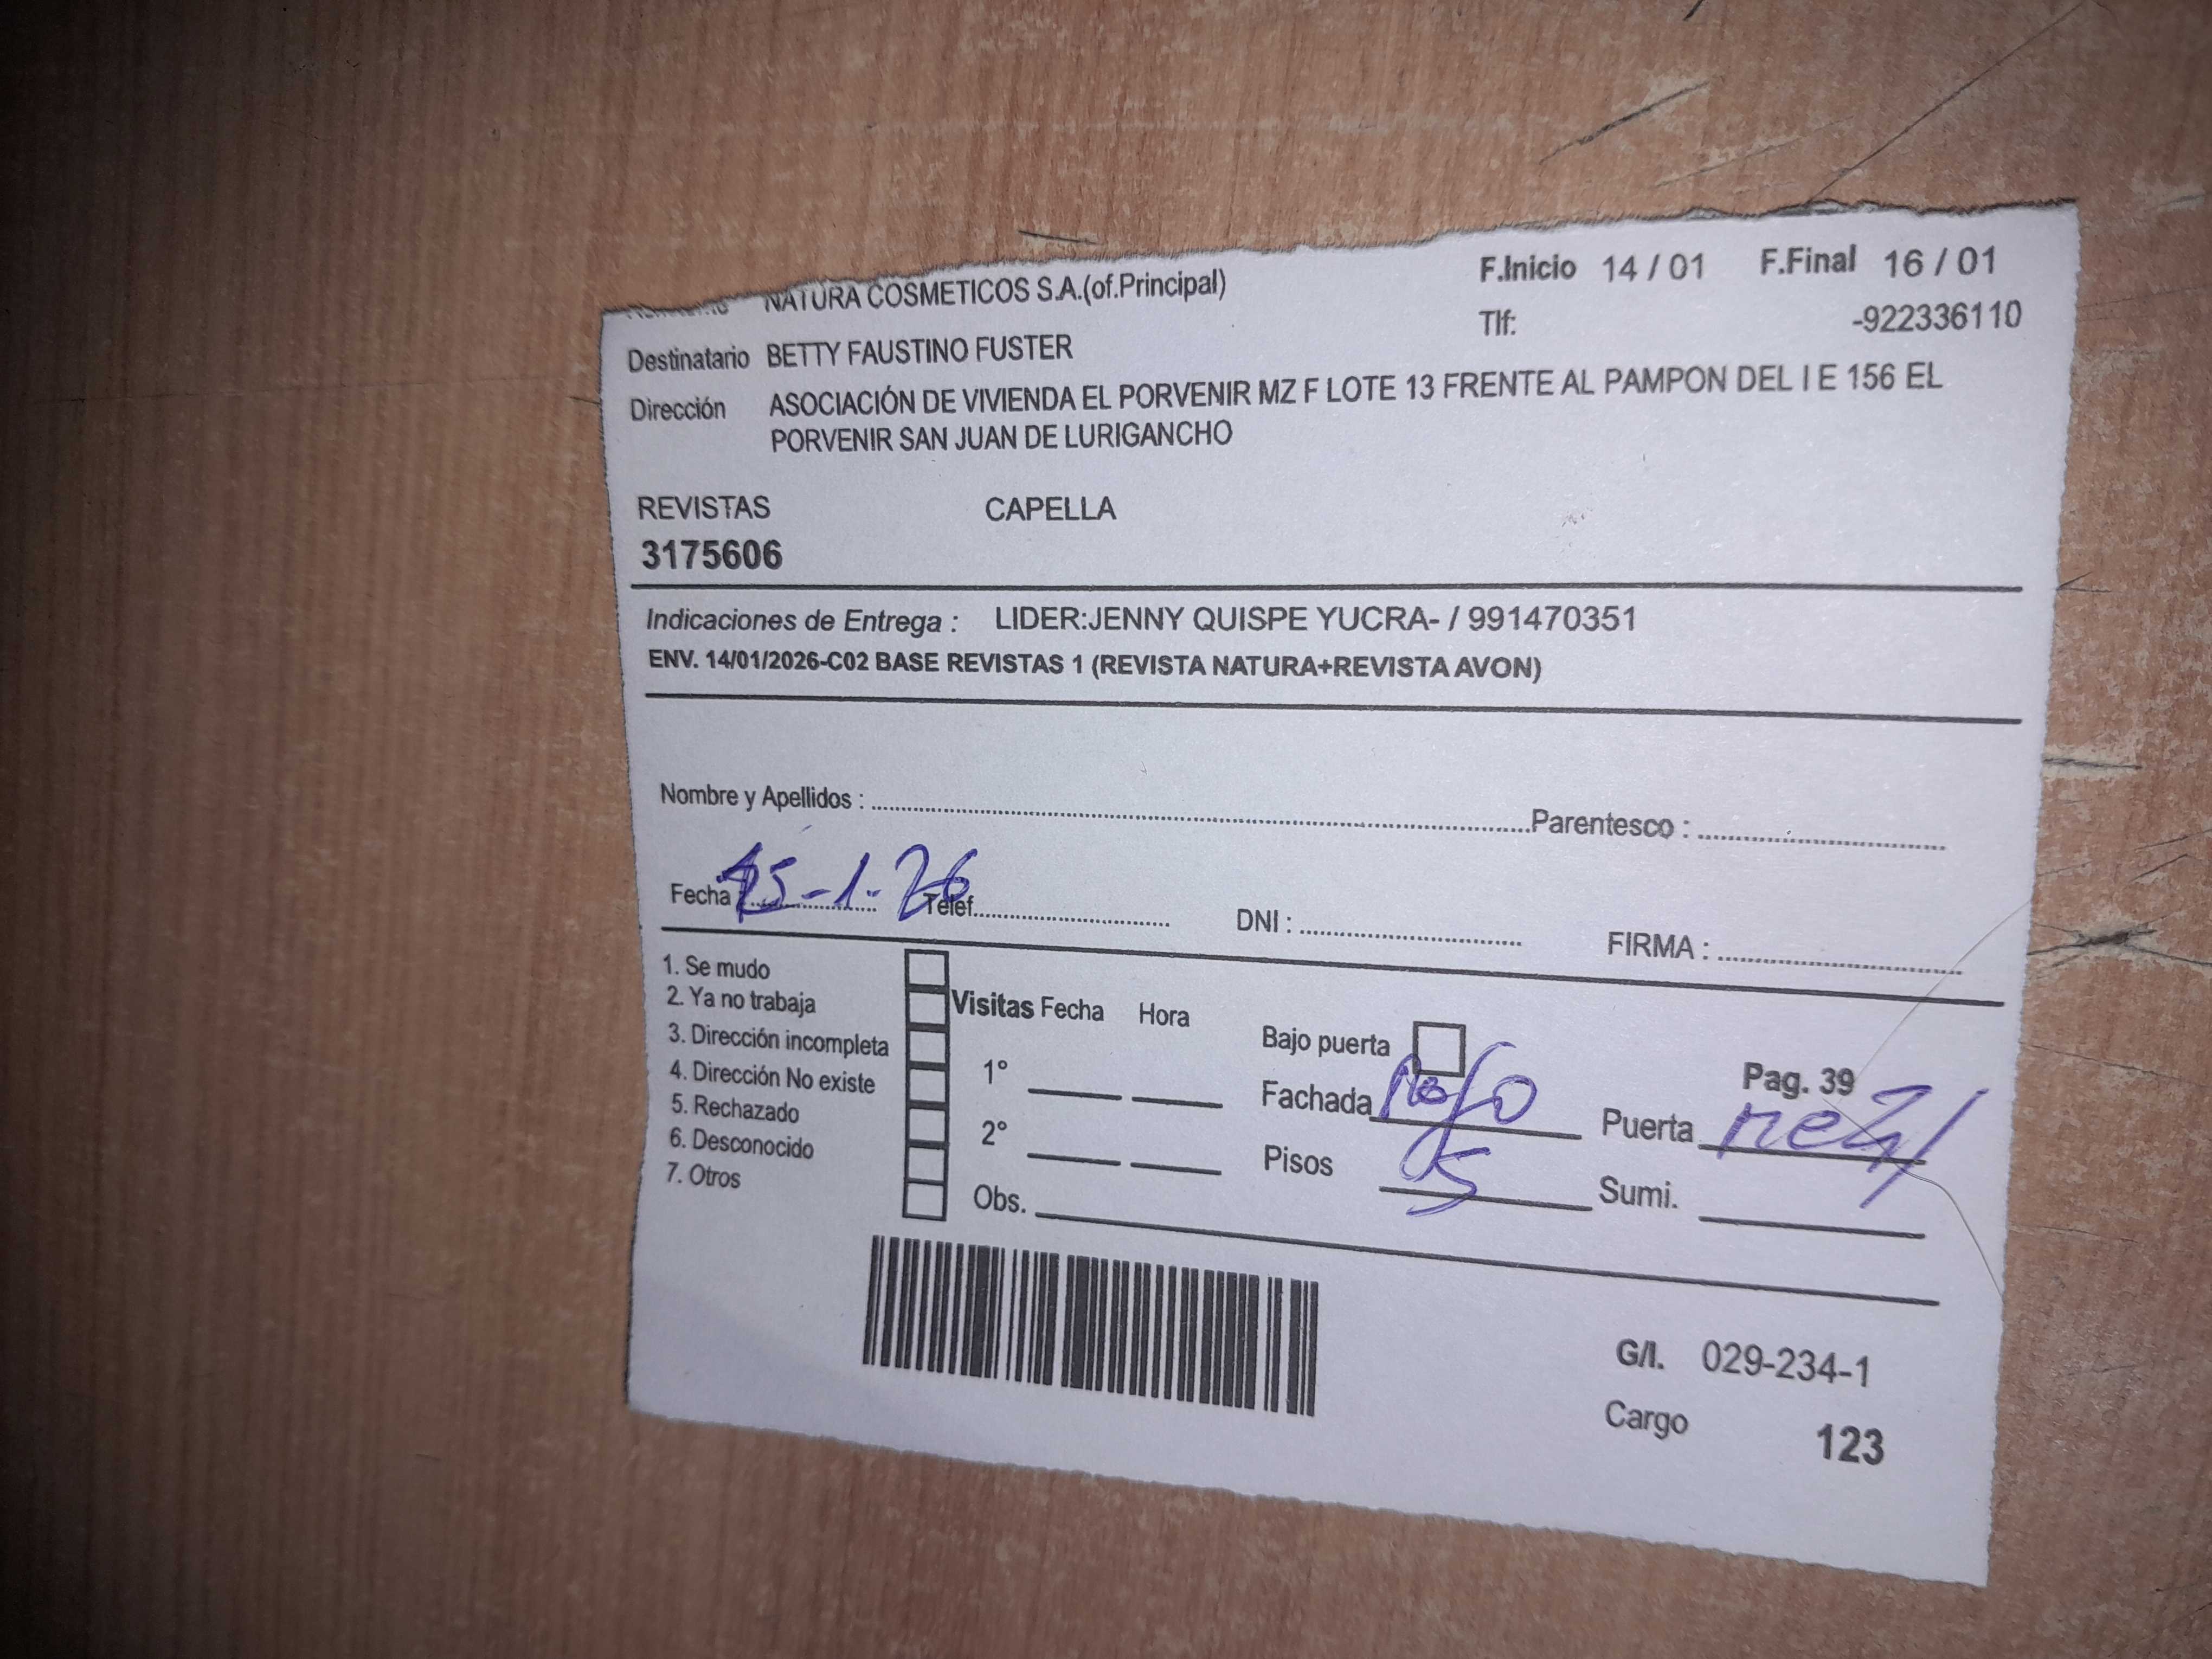 NATURA COSMETICOS S.A.(of.Principal) F.Inicio 14 / 01 F.Final 16 / 01
Tlf: -922336110
Destinatario BETTY FAUSTINO FUSTER
Dirección ASOCIACIÓN DE VIVIENDA EL PORVENIR MZ F LOTE 13 FRENTE AL PAMPON DEL I E 156 EL
PORVENIR SAN JUAN DE LURIGANCHO
REVISTAS CAPELLA
3175606
Indicaciones de Entrega : LIDER:JENNY QUISPE YUCRA- / 991470351
ENV. 14/01/2026-C02 BASE REVISTAS 1 (REVISTA NATURA+REVISTA AVON)
Nombre y Apellidos : Parentesco :
Fecha : 15-1-26 Telef. DNI : FIRMA :
1. Se mudo
2. Ya no trabaja
3. Dirección incompleta
4. Dirección No existe
5. Rechazado
6. Desconocido
7. Otros
Visitas Fecha Hora
1°
2°
Obs.
Bajo puerta
Fachada
Pisos 5
Pag. 39
Puerta
Sumi.
G/I. 029-234-1
Cargo 123